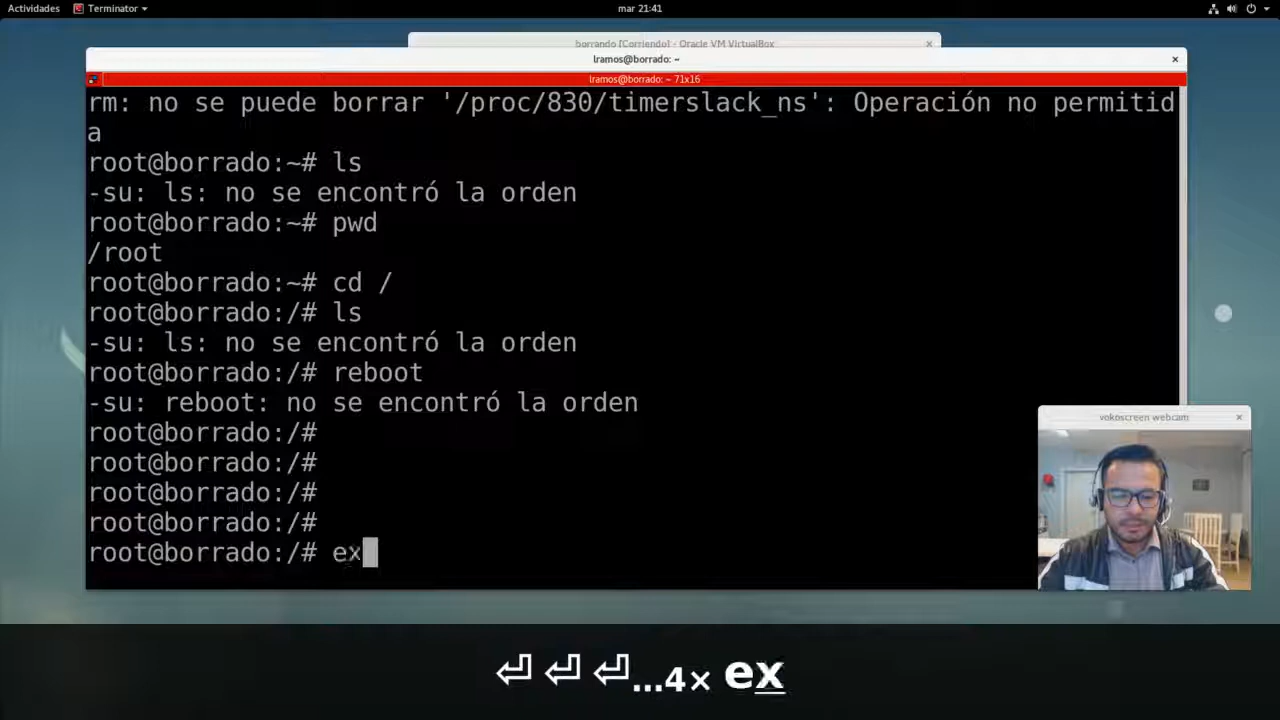 Actividades Terminator mar 21:41
borrando [Corriendo] - Oracle VM VirtualBox
lramos@borrado: ~
lramos@borrado: ~ 71x16
rm: no se puede borrar '/proc/830/timerslack_ns': Operación no permitid
a
root@borrado:~# ls
-su: ls: no se encontró la orden
root@borrado:~# pwd
/root
root@borrado:~# cd /
root@borrado:/# ls
-su: ls: no se encontró la orden
root@borrado:/# reboot
-su: reboot: no se encontró la orden
root@borrado:/#
root@borrado:/#
root@borrado:/#
root@borrado:/#
root@borrado:/# ex
vokoscreen webcam
⏎ ⏎ ⏎...4× ex